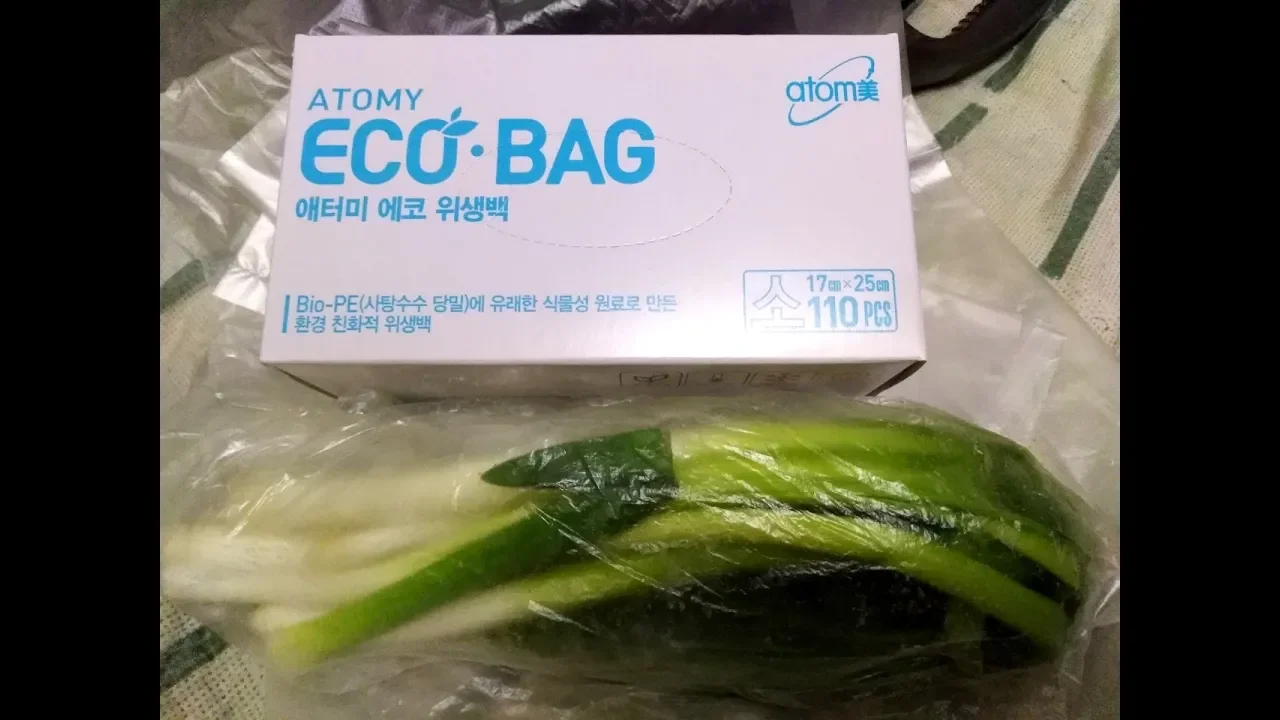 ATOMY
ECO·BAG
애터미 에코 위생백
atom美
Bio-PE(사탕수수 당밀)에 유래한 식물성 원료로 만든
환경 친화적 위생백
소
17㎝×25㎝
110 PCS